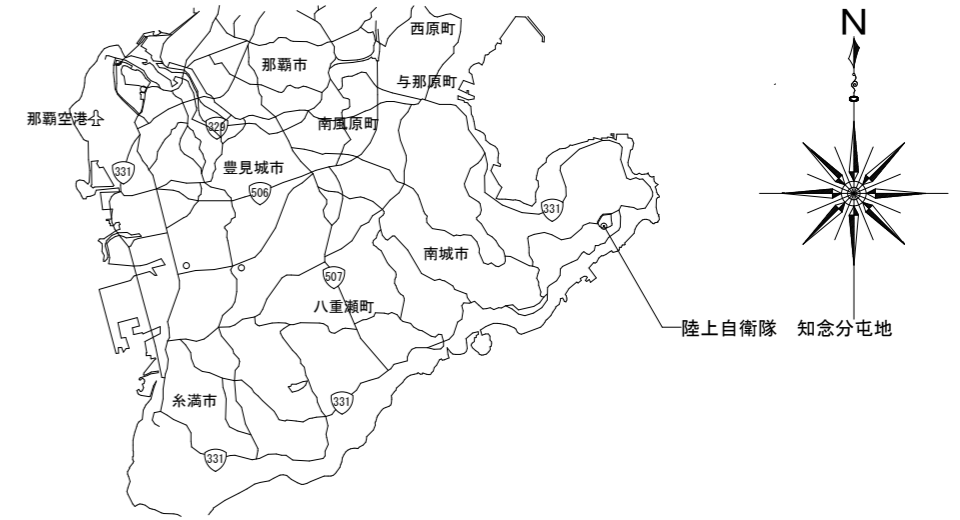 N
西原町
那覇市
与那原町
那覇空港
329
南風原町
331
豊見城市
506
331
南城市
507
八重瀬町
陸上自衛隊　知念分屯地
糸満市
331
331